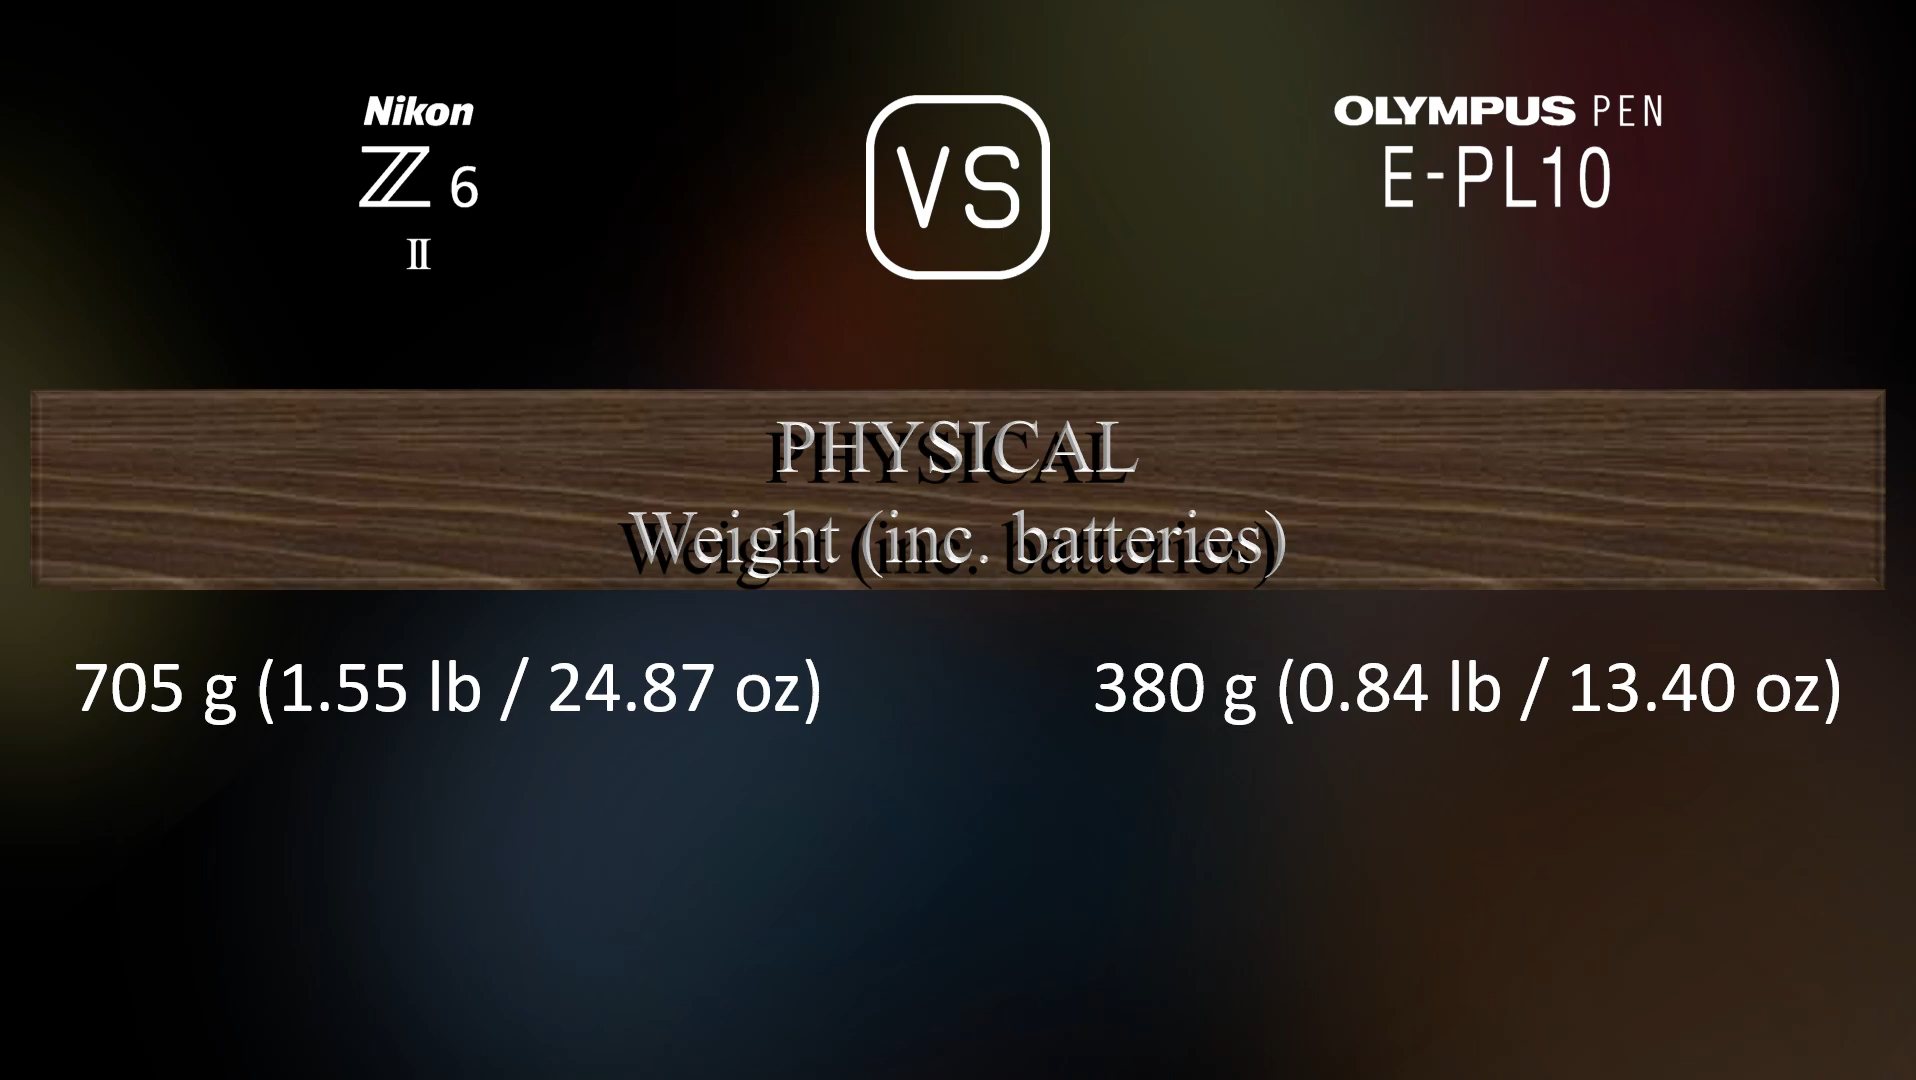 Nikon
Z 6
II
VS
OLYMPUS PEN
E-PL10
PHYSICAL
Weight (inc. batteries)
705 g (1.55 lb / 24.87 oz)
380 g (0.84 lb / 13.40 oz)